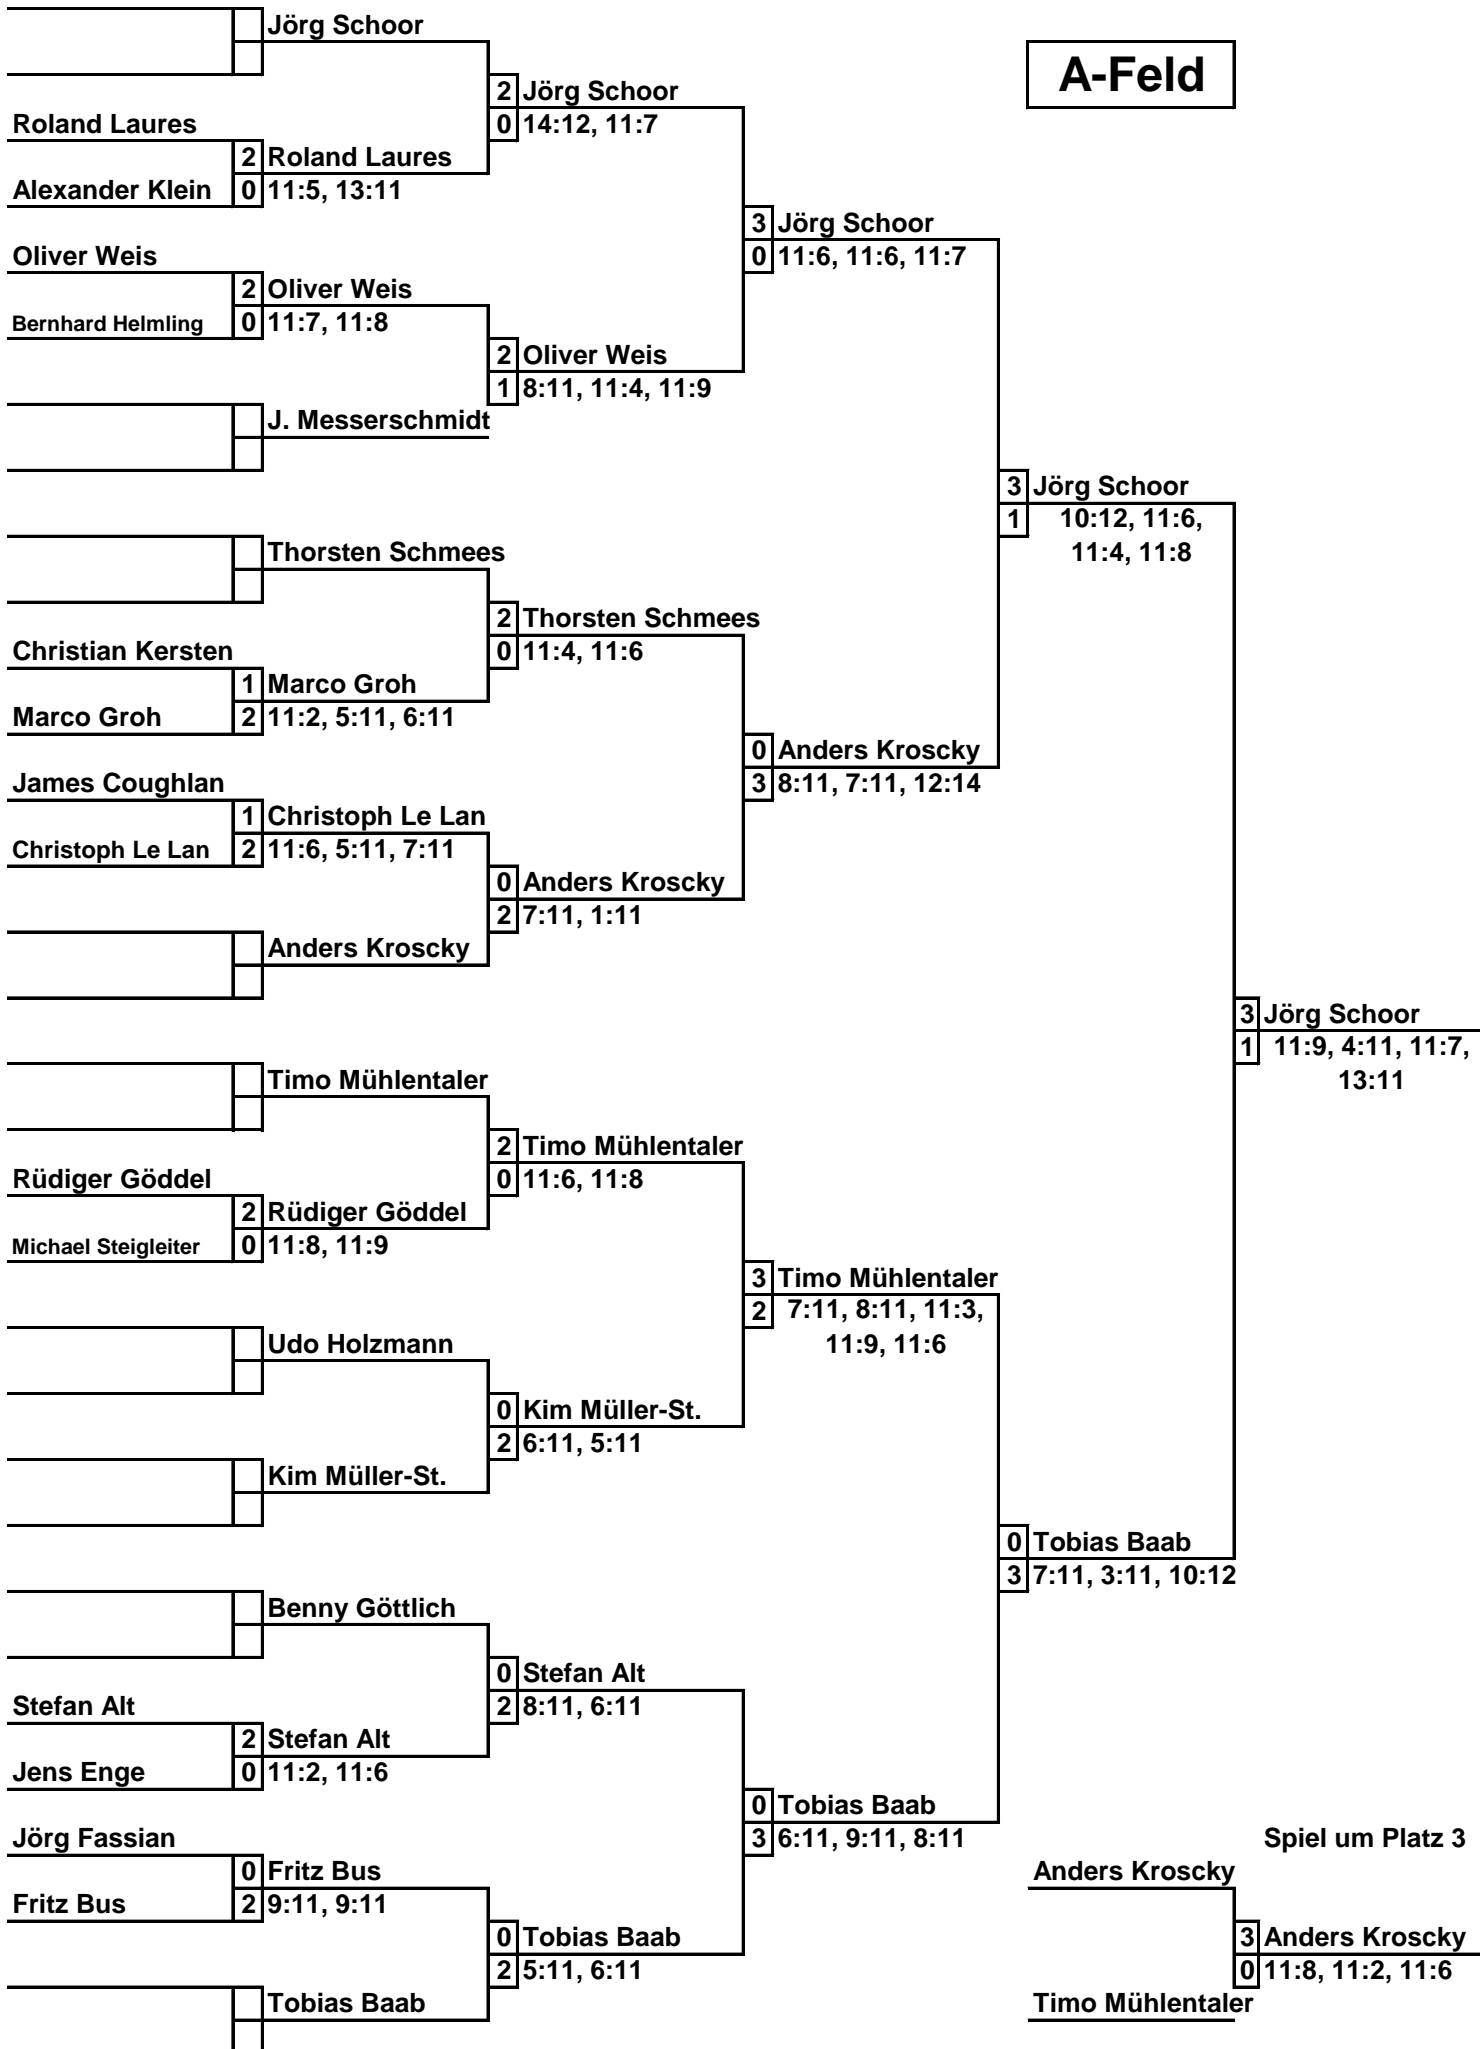 Jörg Schoor
A-Feld
2 Jörg Schoor
Roland Laures
0 14:12, 11:7
2 Roland Laures
Alexander Klein 0 11:5, 13:11
3 Jörg Schoor
Oliver Weis
0 11:6, 11:6, 11:7
2 Oliver Weis
Bernhard Helmling 0 11:7, 11:8
2 Oliver Weis
1 8:11, 11:4, 11:9
J. Messerschmidt
3 Jörg Schoor
1 10:12, 11:6,
11:4, 11:8
Thorsten Schmees
2 Thorsten Schmees
Christian Kersten
0 11:4, 11:6
1 Marco Groh
Marco Groh 2 11:2, 5:11, 6:11
0 Anders Kroscky
James Coughlan
3 8:11, 7:11, 12:14
1 Christoph Le Lan
Christoph Le Lan 2 11:6, 5:11, 7:11
0 Anders Kroscky
2 7:11, 1:11
Anders Kroscky
3 Jörg Schoor
1 11:9, 4:11, 11:7,
13:11
Timo Mühlentaler
2 Timo Mühlentaler
Rüdiger Göddel
0 11:6, 11:8
2 Rüdiger Göddel
Michael Steigleiter 0 11:8, 11:9
3 Timo Mühlentaler
2 7:11, 8:11, 11:3,
11:9, 11:6
Udo Holzmann
0 Kim Müller-St.
2 6:11, 5:11
Kim Müller-St.
0 Tobias Baab
3 7:11, 3:11, 10:12
Benny Göttlich
0 Stefan Alt
Stefan Alt
2 8:11, 6:11
2 Stefan Alt
Jens Enge 0 11:2, 11:6
0 Tobias Baab
Jörg Fassian
3 6:11, 9:11, 8:11
Spiel um Platz 3
0 Fritz Bus
Anders Kroscky
Fritz Bus 2 9:11, 9:11
0 Tobias Baab
3 Anders Kroscky
2 5:11, 6:11
0 11:8, 11:2, 11:6
Tobias Baab
Timo Mühlentaler